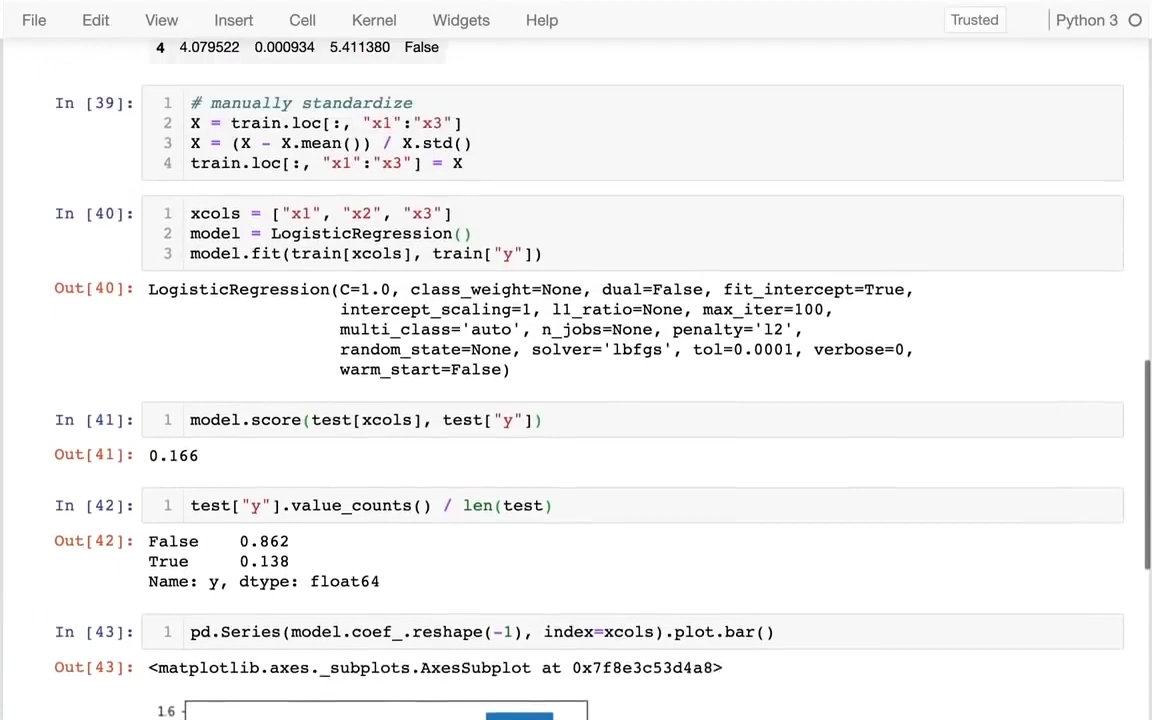 File Edit View Insert Cell Kernel Widgets Help Trusted Python 3
4 4.079522 0.000934 5.411380 False
In [39]: 1 # manually standardize
2 X = train.loc[:, "x1":"x3"]
3 X = (X - X.mean()) / X.std()
4 train.loc[:, "x1":"x3"] = X
In [40]: 1 xcols = ["x1", "x2", "x3"]
2 model = LogisticRegression()
3 model.fit(train[xcols], train["y"])
Out[40]: LogisticRegression(C=1.0, class_weight=None, dual=False, fit_intercept=True,
intercept_scaling=1, l1_ratio=None, max_iter=100,
multi_class='auto', n_jobs=None, penalty='l2',
random_state=None, solver='lbfgs', tol=0.0001, verbose=0,
warm_start=False)
In [41]: 1 model.score(test[xcols], test["y"])
Out[41]: 0.166
In [42]: 1 test["y"].value_counts() / len(test)
Out[42]: False 0.862
True 0.138
Name: y, dtype: float64
In [43]: 1 pd.Series(model.coef_.reshape(-1), index=xcols).plot.bar()
Out[43]: <matplotlib.axes._subplots.AxesSubplot at 0x7f8e3c53d4a8>
1.6